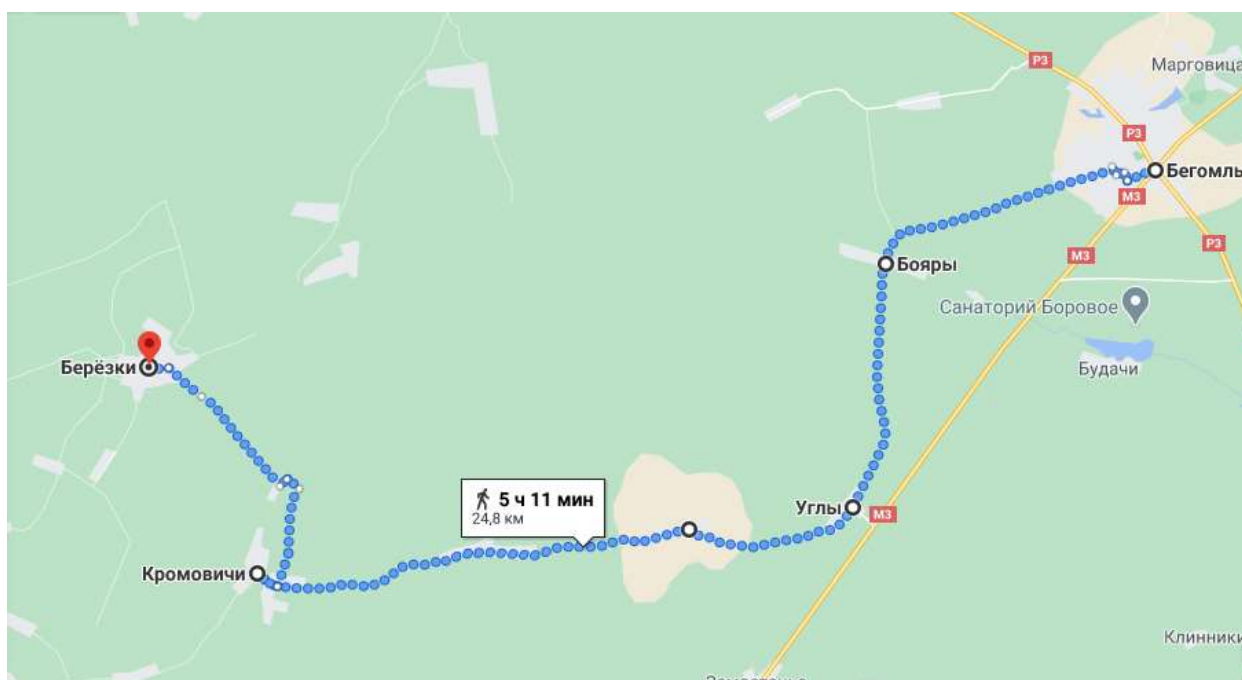 Р3
Марговица
Р3
Бегомль
М3
Бояры
М3
Р3
Санаторий Боровое
Берёзки
Будачи
5 ч 11 мин
24,8 км
Углы
М3
Кромовичи
Клинники